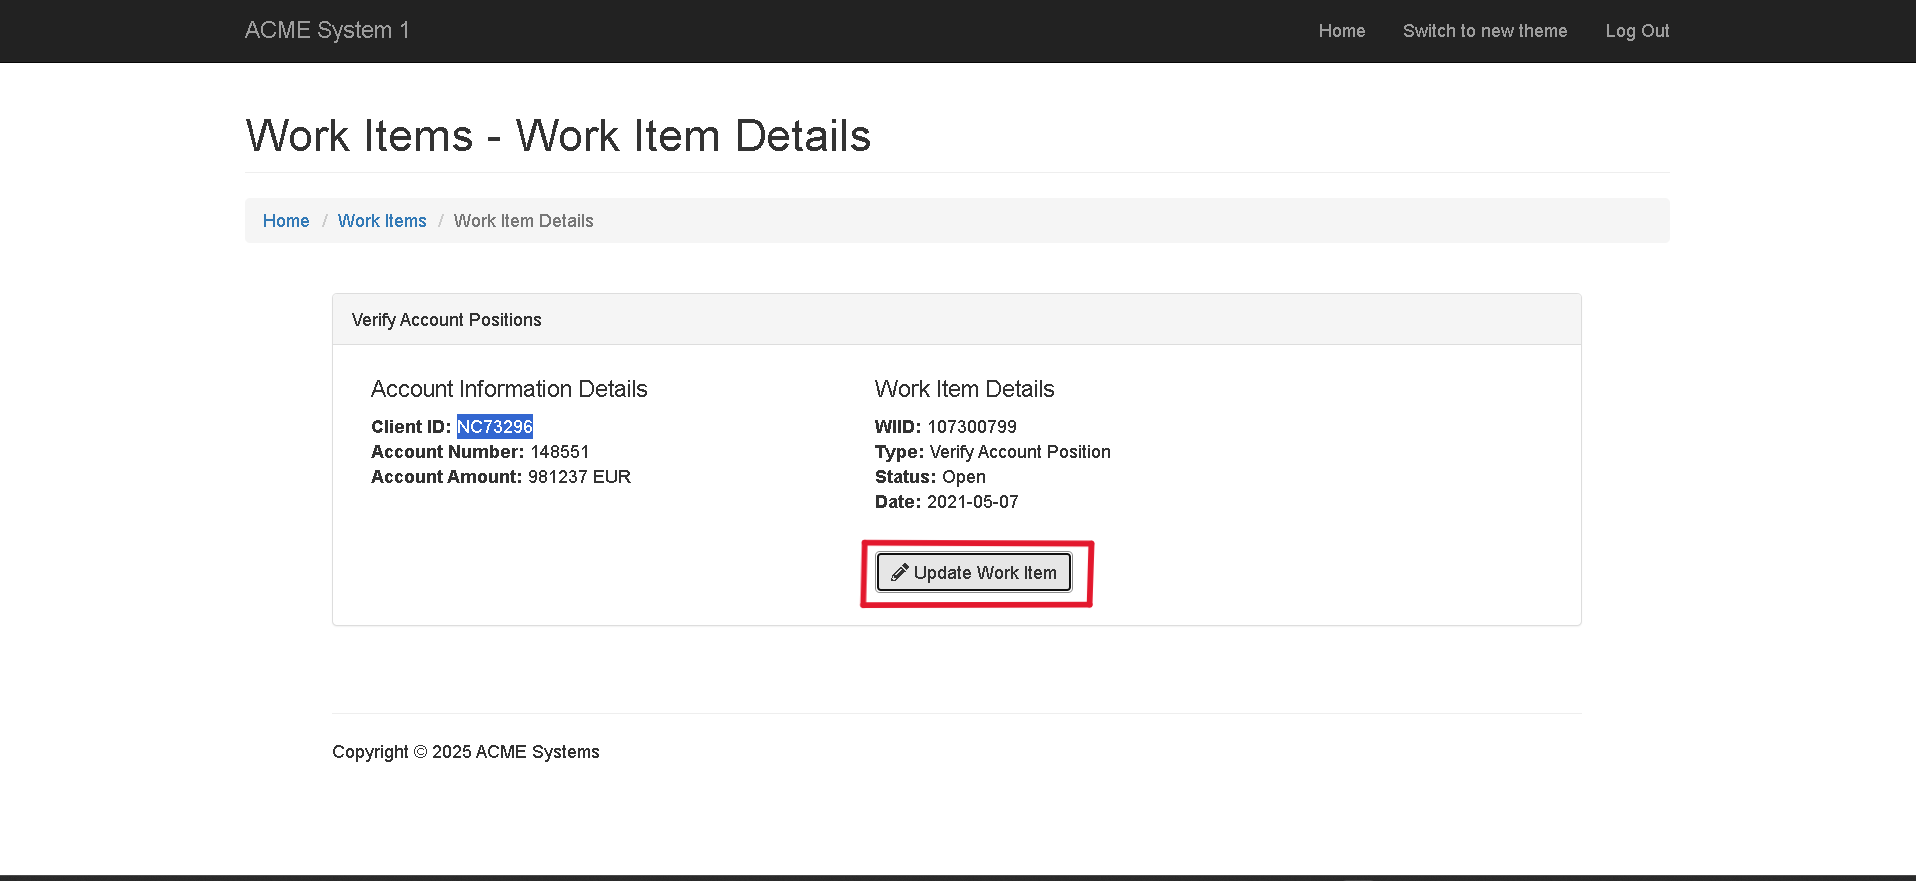 ACME System 1
Home Switch to new theme Log Out
Work Items - Work Item Details
Home / Work Items / Work Item Details
Verify Account Positions
Account Information Details
Client ID: NC73296
Account Number: 148551
Account Amount: 981237 EUR
Work Item Details
WIID: 107300799
Type: Verify Account Position
Status: Open
Date: 2021-05-07
Update Work Item
Copyright © 2025 ACME Systems